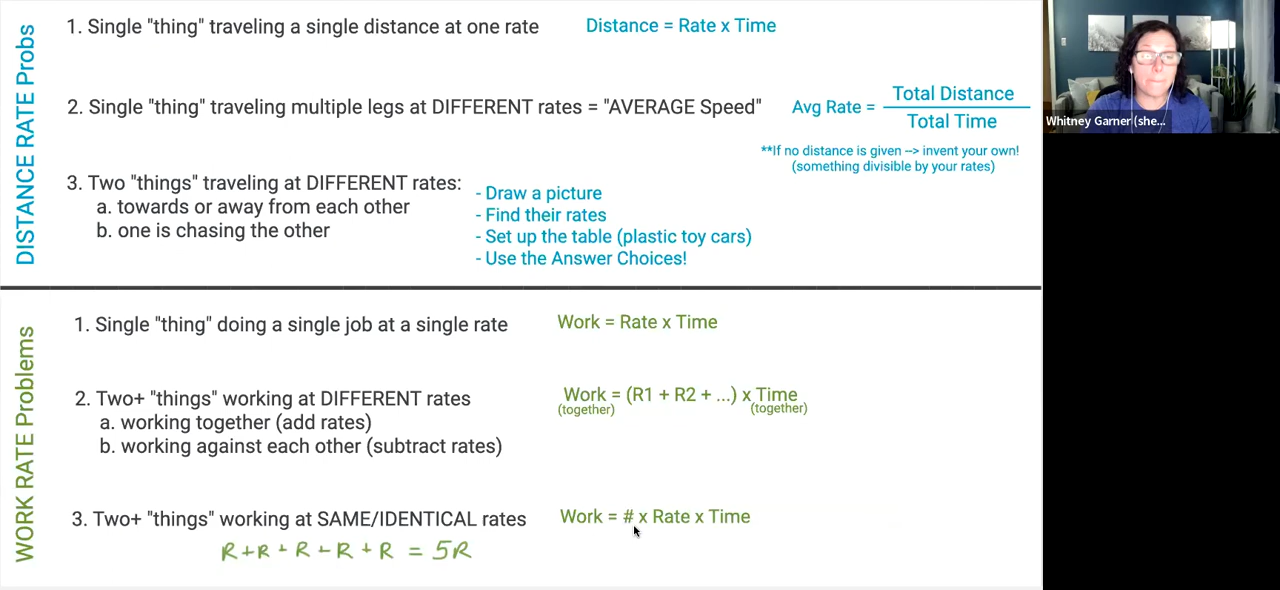 DISTANCE RATE Probs
1. Single "thing" traveling a single distance at one rate
Distance = Rate x Time
2. Single "thing" traveling multiple legs at DIFFERENT rates = "AVERAGE Speed"
Avg Rate = Total Distance
Total Time
**If no distance is given --> invent your own!
(something divisible by your rates)
3. Two "things" traveling at DIFFERENT rates:
a. towards or away from each other
b. one is chasing the other
- Draw a picture
- Find their rates
- Set up the table (plastic toy cars)
- Use the Answer Choices!
WORK RATE Problems
1. Single "thing" doing a single job at a single rate
Work = Rate x Time
2. Two+ "things" working at DIFFERENT rates
a. working together (add rates)
b. working against each other (subtract rates)
Work = (R1 + R2 + ...) x Time
(together) (together)
3. Two+ "things" working at SAME/IDENTICAL rates
Work = # x Rate x Time
R+R+R+R+R = 5R
Whitney Garner (she...